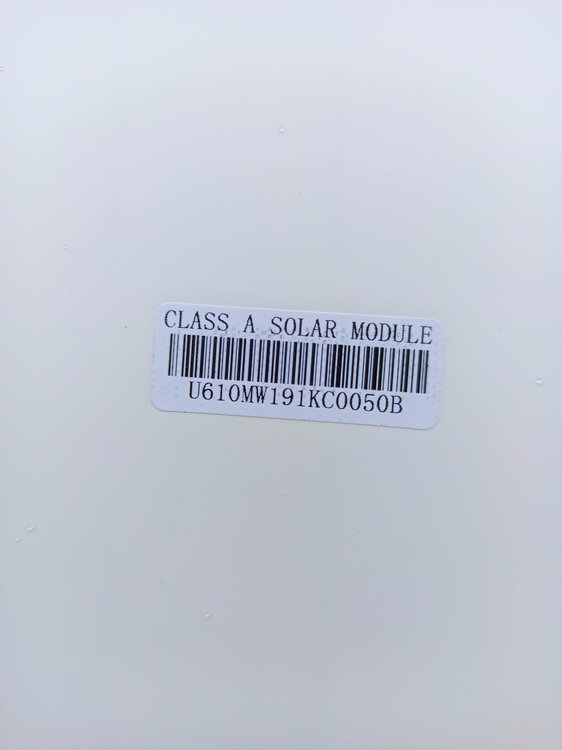 CLASS A SOLAR MODULE
U610MW191KC0050B